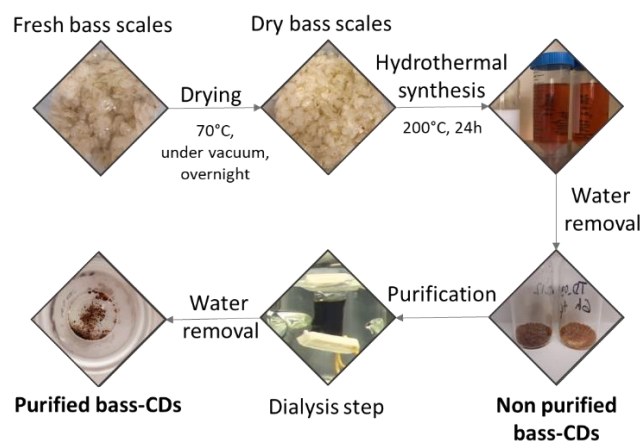 Fresh bass scales
Drying
70°C,
under vacuum,
overnight
Dry bass scales
Hydrothermal
synthesis
200°C, 24h
Water
removal
Non purified
bass-CDs
Purification
Dialysis step
Water
removal
Purified bass-CDs